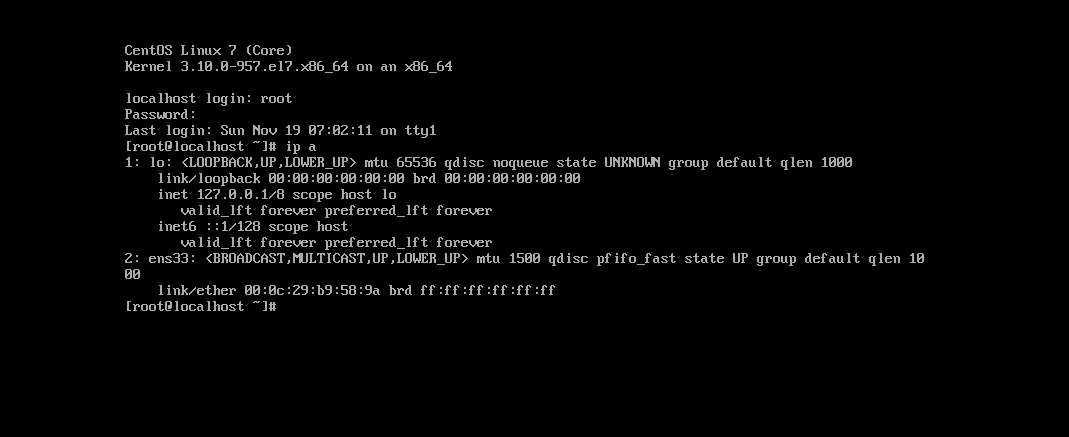 CentOS Linux 7 (Core)
Kernel 3.10.0-957.el7.x86_64 on an x86_64
localhost login: root
Password:
Last login: Sun Nov 19 07:02:11 on tty1
[root@localhost ~]# ip a
1: lo: <LOOPBACK,UP,LOWER_UP> mtu 65536 qdisc noqueue state UNKNOWN group default qlen 1000
    link/loopback 00:00:00:00:00:00 brd 00:00:00:00:00:00
    inet 127.0.0.1/8 scope host lo
       valid_lft forever preferred_lft forever
    inet6 ::1/128 scope host
       valid_lft forever preferred_lft forever
2: ens33: <BROADCAST,MULTICAST,UP,LOWER_UP> mtu 1500 qdisc pfifo_fast state UP group default qlen 10
00
    link/ether 00:0c:29:b9:58:9a brd ff:ff:ff:ff:ff:ff
[root@localhost ~]#